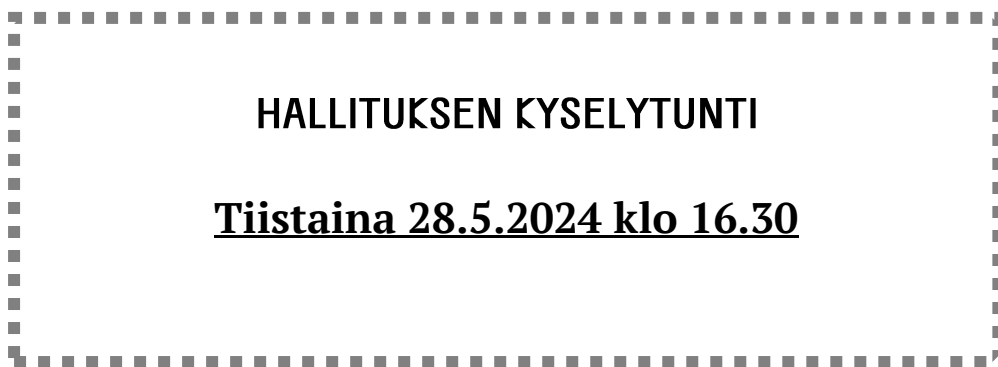 HALLITUKSEN KYSELYTUNTI
Tiistaina 28.5.2024 klo 16.30